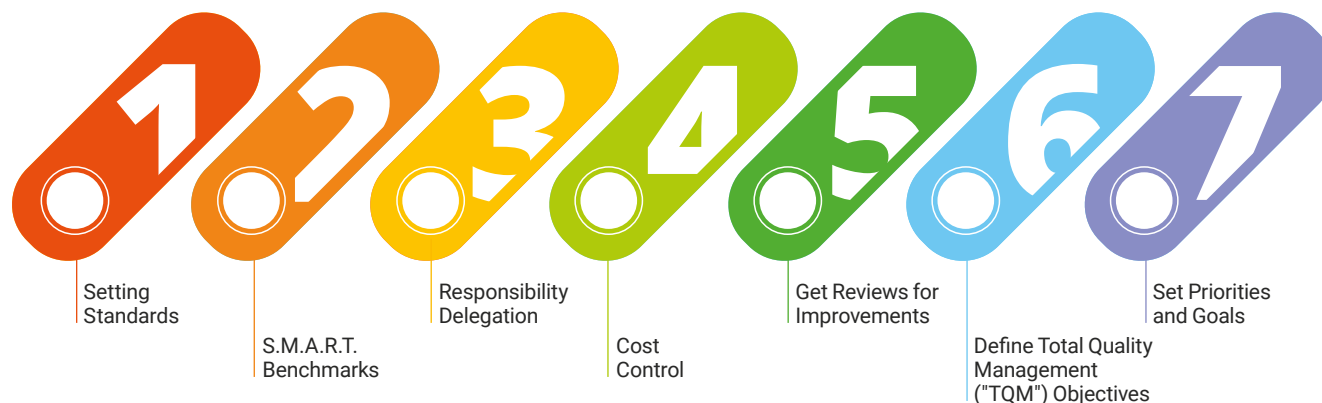 1
2
3
4
5
6
7
Setting
Standards
S.M.A.R.T.
Benchmarks
Responsibility
Delegation
Cost
Control
Get Reviews for
Improvements
Define Total Quality
Management
("TQM") Objectives
Set Priorities
and Goals